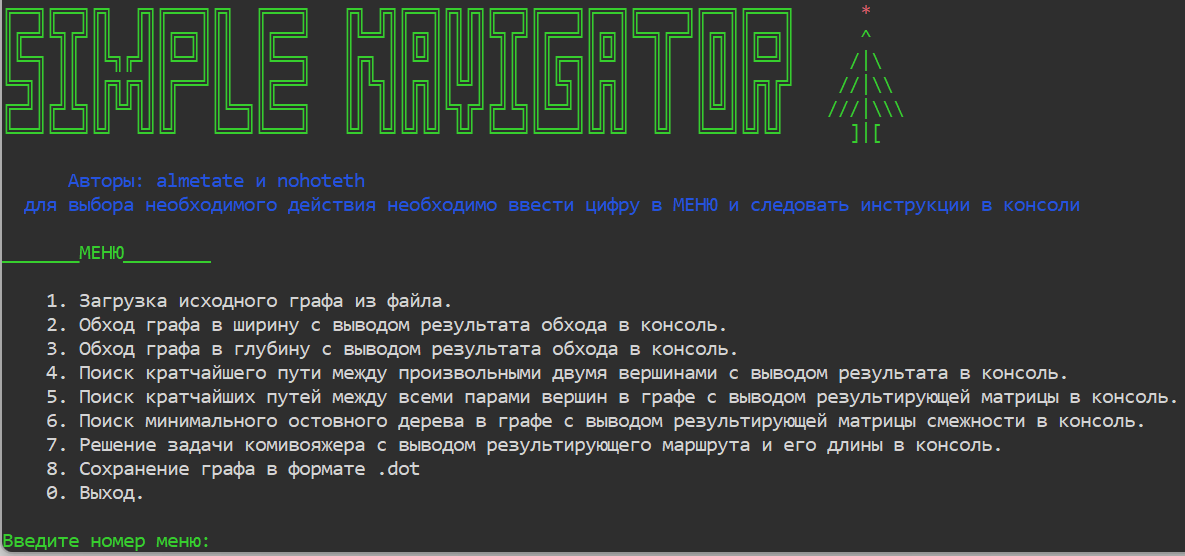 SIMPLE NAVIGATOR
Авторы: almetate и nohoteth
для выбора необходимого действия необходимо ввести цифру в МЕНЮ и следовать инструкции в консоли
_______МЕНЮ________
1. Загрузка исходного графа из файла.
2. Обход графа в ширину с выводом результата обхода в консоль.
3. Обход графа в глубину с выводом результата обхода в консоль.
4. Поиск кратчайшего пути между произвольными двумя вершинами с выводом результата в консоль.
5. Поиск кратчайших путей между всеми парами вершин в графе с выводом результирующей матрицы в консоль.
6. Поиск минимального остовного дерева в графе с выводом результирующей матрицы смежности в консоль.
7. Решение задачи комивояжера с выводом результирующего маршрута и его длины в консоль.
8. Сохранение графа в формате .dot
0. Выход.
Введите номер меню: